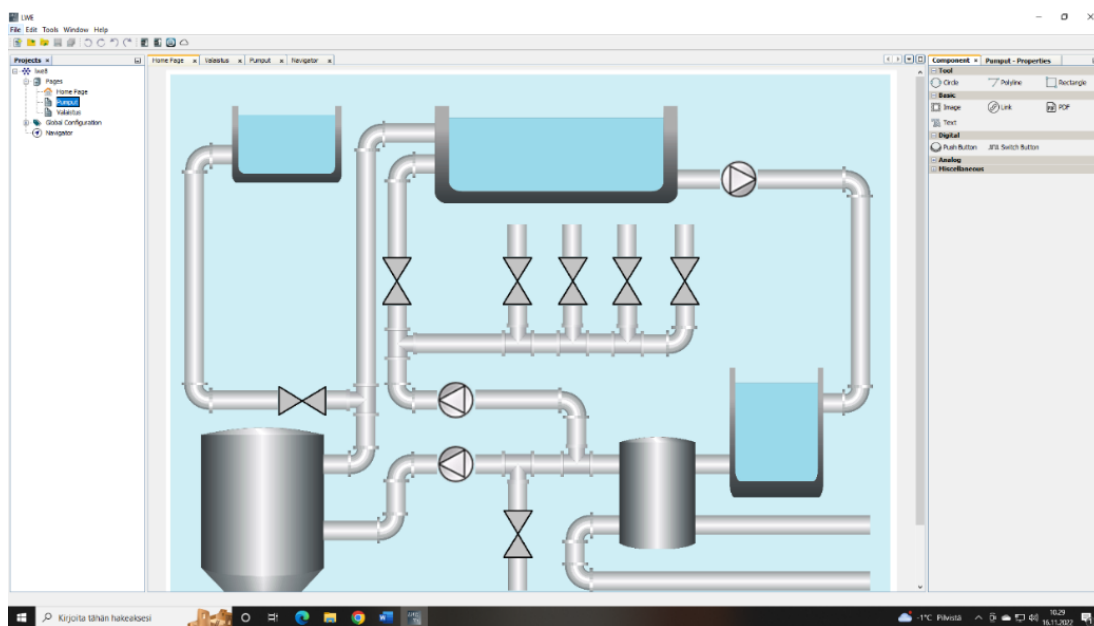 LWE
File Edit Tools Window Help
Projects
Home Page Valaistus Pumput Navigator
Component Pumput - Properties
lwe8
Pages
Home Page
Pumput
Valaistus
Global Configuration
Navigator
Tool
Circle Polyline Rectangle
Basic
Image Link PDF
Text
Digital
Push Button Switch Button
Analog
Miscellaneous
Kirjoita tähän hakeaksesi
-1°C Pilvistä
10.29
16.11.2022